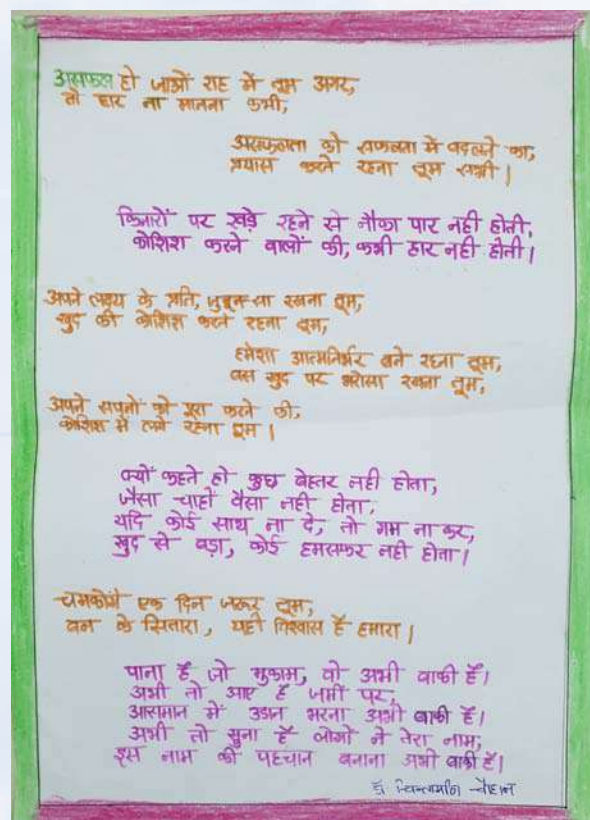 असफल हो जाओं राह में तूम अगर,
तो हार ना मानना कभी,
असफलता को सफलता में बदलने का,
प्रयास करते रहना तूम सभी।
किनारों पर खड़े रहने से नौका पार नही होती,
कोशिश करने वालों की, कभी हार नही होती।
अपने लक्ष्य के प्रति, जुनून सा रखना तूम,
खुद की कोशिश करते रहना तूम,
हमेशा आत्मनिर्भर बने रहना तूम,
बस खुद पर भरोसा रखना तूम,
अपने सपनों को पूरा करने की,
कोशिश में लगे रहना तूम।
क्यों कहते हो कुछ बेहतर नही होता,
जैसा चाहों वैसा नही होता,
यदि कोई साथ ना दे, तो गम ना कर,
खुद से बड़ा, कोई हमसफर नही होता।
चमकोगे एक दिन जरूर तूम,
बन के सितारा, यही विश्वास है हमारा।
पाना है जो मुकाम, वो अभी बाकी है।
अभी तो आए है जमीं पर,
आसमान में उडान भरना अभी बाकी है।
अभी तो सुना है लोगों ने तेरा नाम,
इस नाम की पहचान बनाना अभी बाकी है।
डॉ चिन्तामनि चौहान